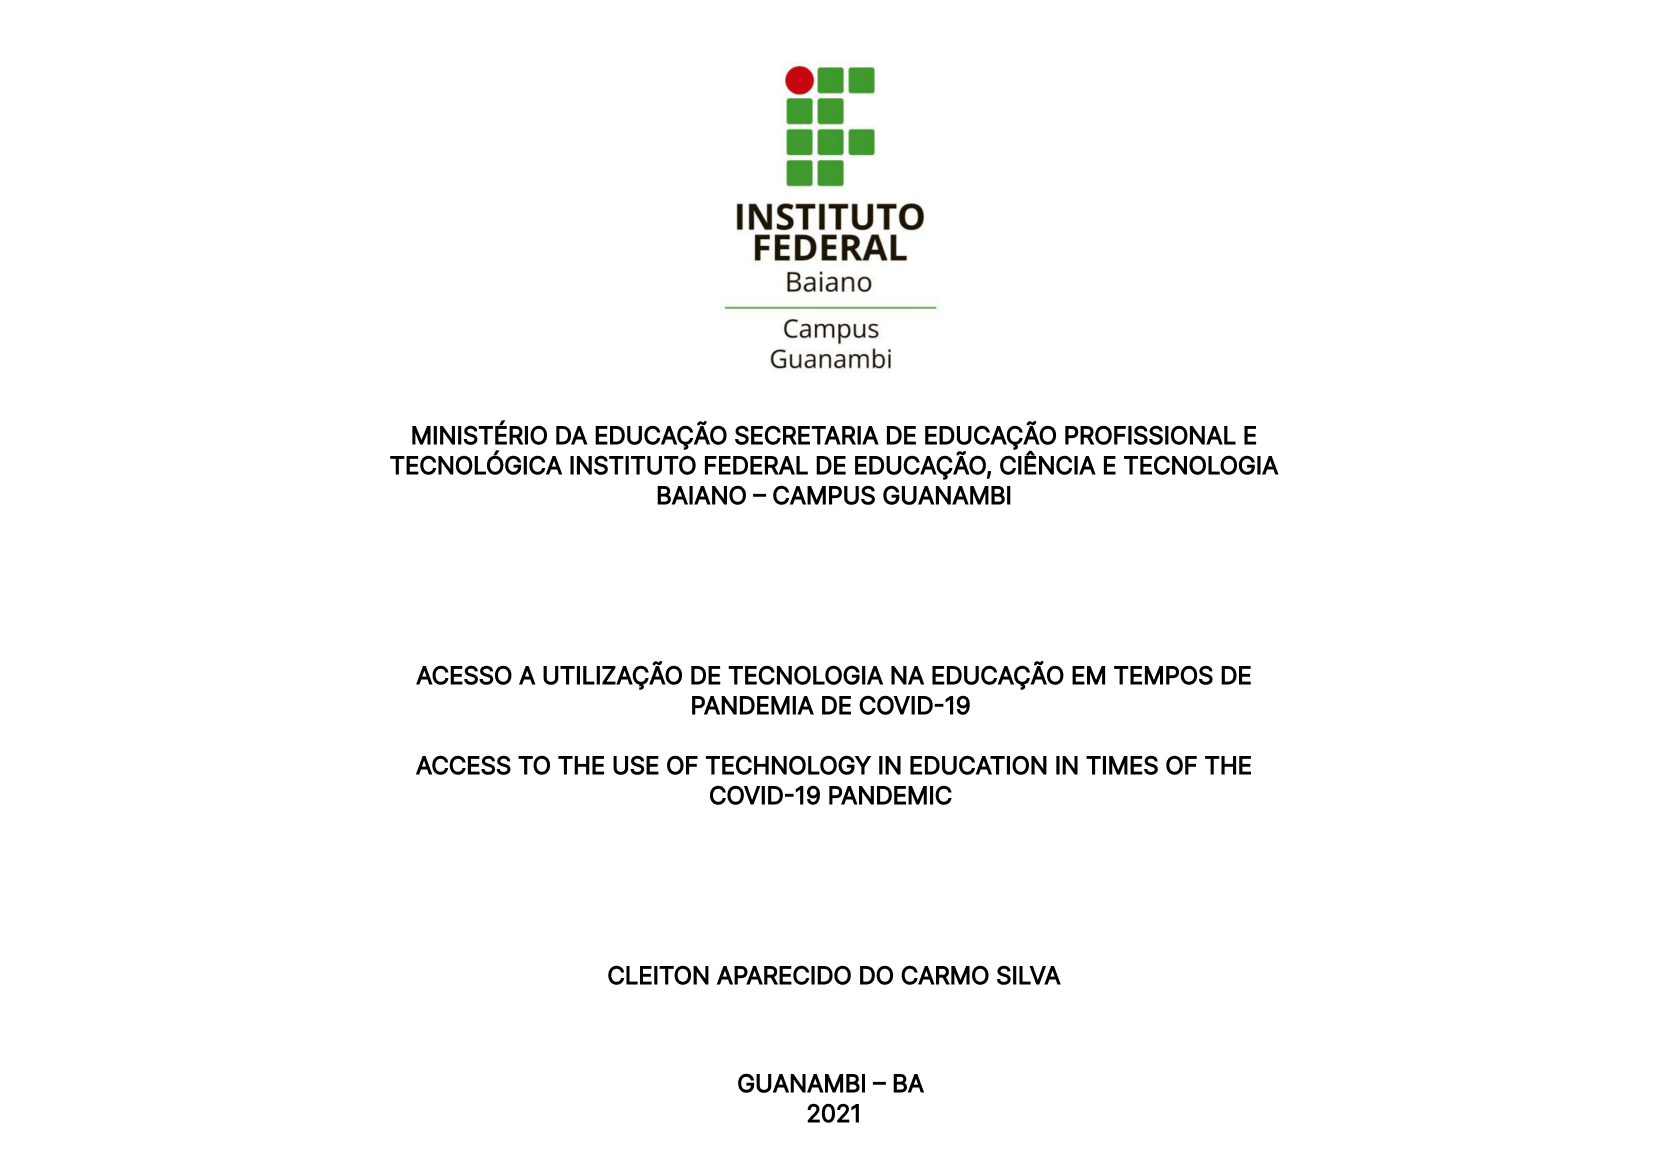 INSTITUTO
FEDERAL
Baiano
Campus
Guanambi
MINISTÉRIO DA EDUCAÇÃO SECRETARIA DE EDUCAÇÃO PROFISSIONAL E
TECNOLÓGICA INSTITUTO FEDERAL DE EDUCAÇÃO, CIÊNCIA E TECNOLOGIA
BAIANO – CAMPUS GUANAMBI
ACESSO A UTILIZAÇÃO DE TECNOLOGIA NA EDUCAÇÃO EM TEMPOS DE
PANDEMIA DE COVID-19
ACCESS TO THE USE OF TECHNOLOGY IN EDUCATION IN TIMES OF THE
COVID-19 PANDEMIC
CLEITON APARECIDO DO CARMO SILVA
GUANAMBI – BA
2021